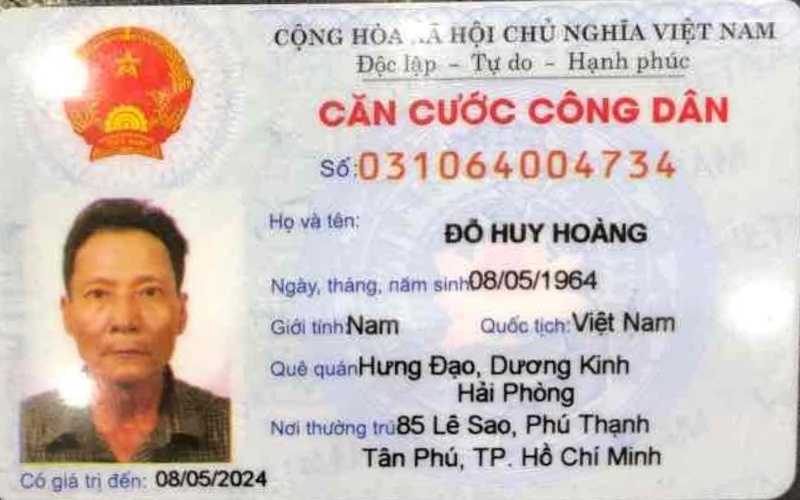 CỘNG HÒA XÃ HỘI CHỦ NGHĨA VIỆT NAM
Độc lập - Tự do - Hạnh phúc
CĂN CƯỚC CÔNG DÂN
Số: 031064004734
Họ và tên: ĐỖ HUY HOÀNG
Ngày, tháng, năm sinh 08/05/1964
Giới tính: Nam Quốc tịch: Việt Nam
Quê quán Hưng Đạo, Dương Kinh
Hải Phòng
Nơi thường trú 85 Lê Sao, Phú Thạnh
Tân Phú, TP. Hồ Chí Minh
Có giá trị đến: 08/05/2024